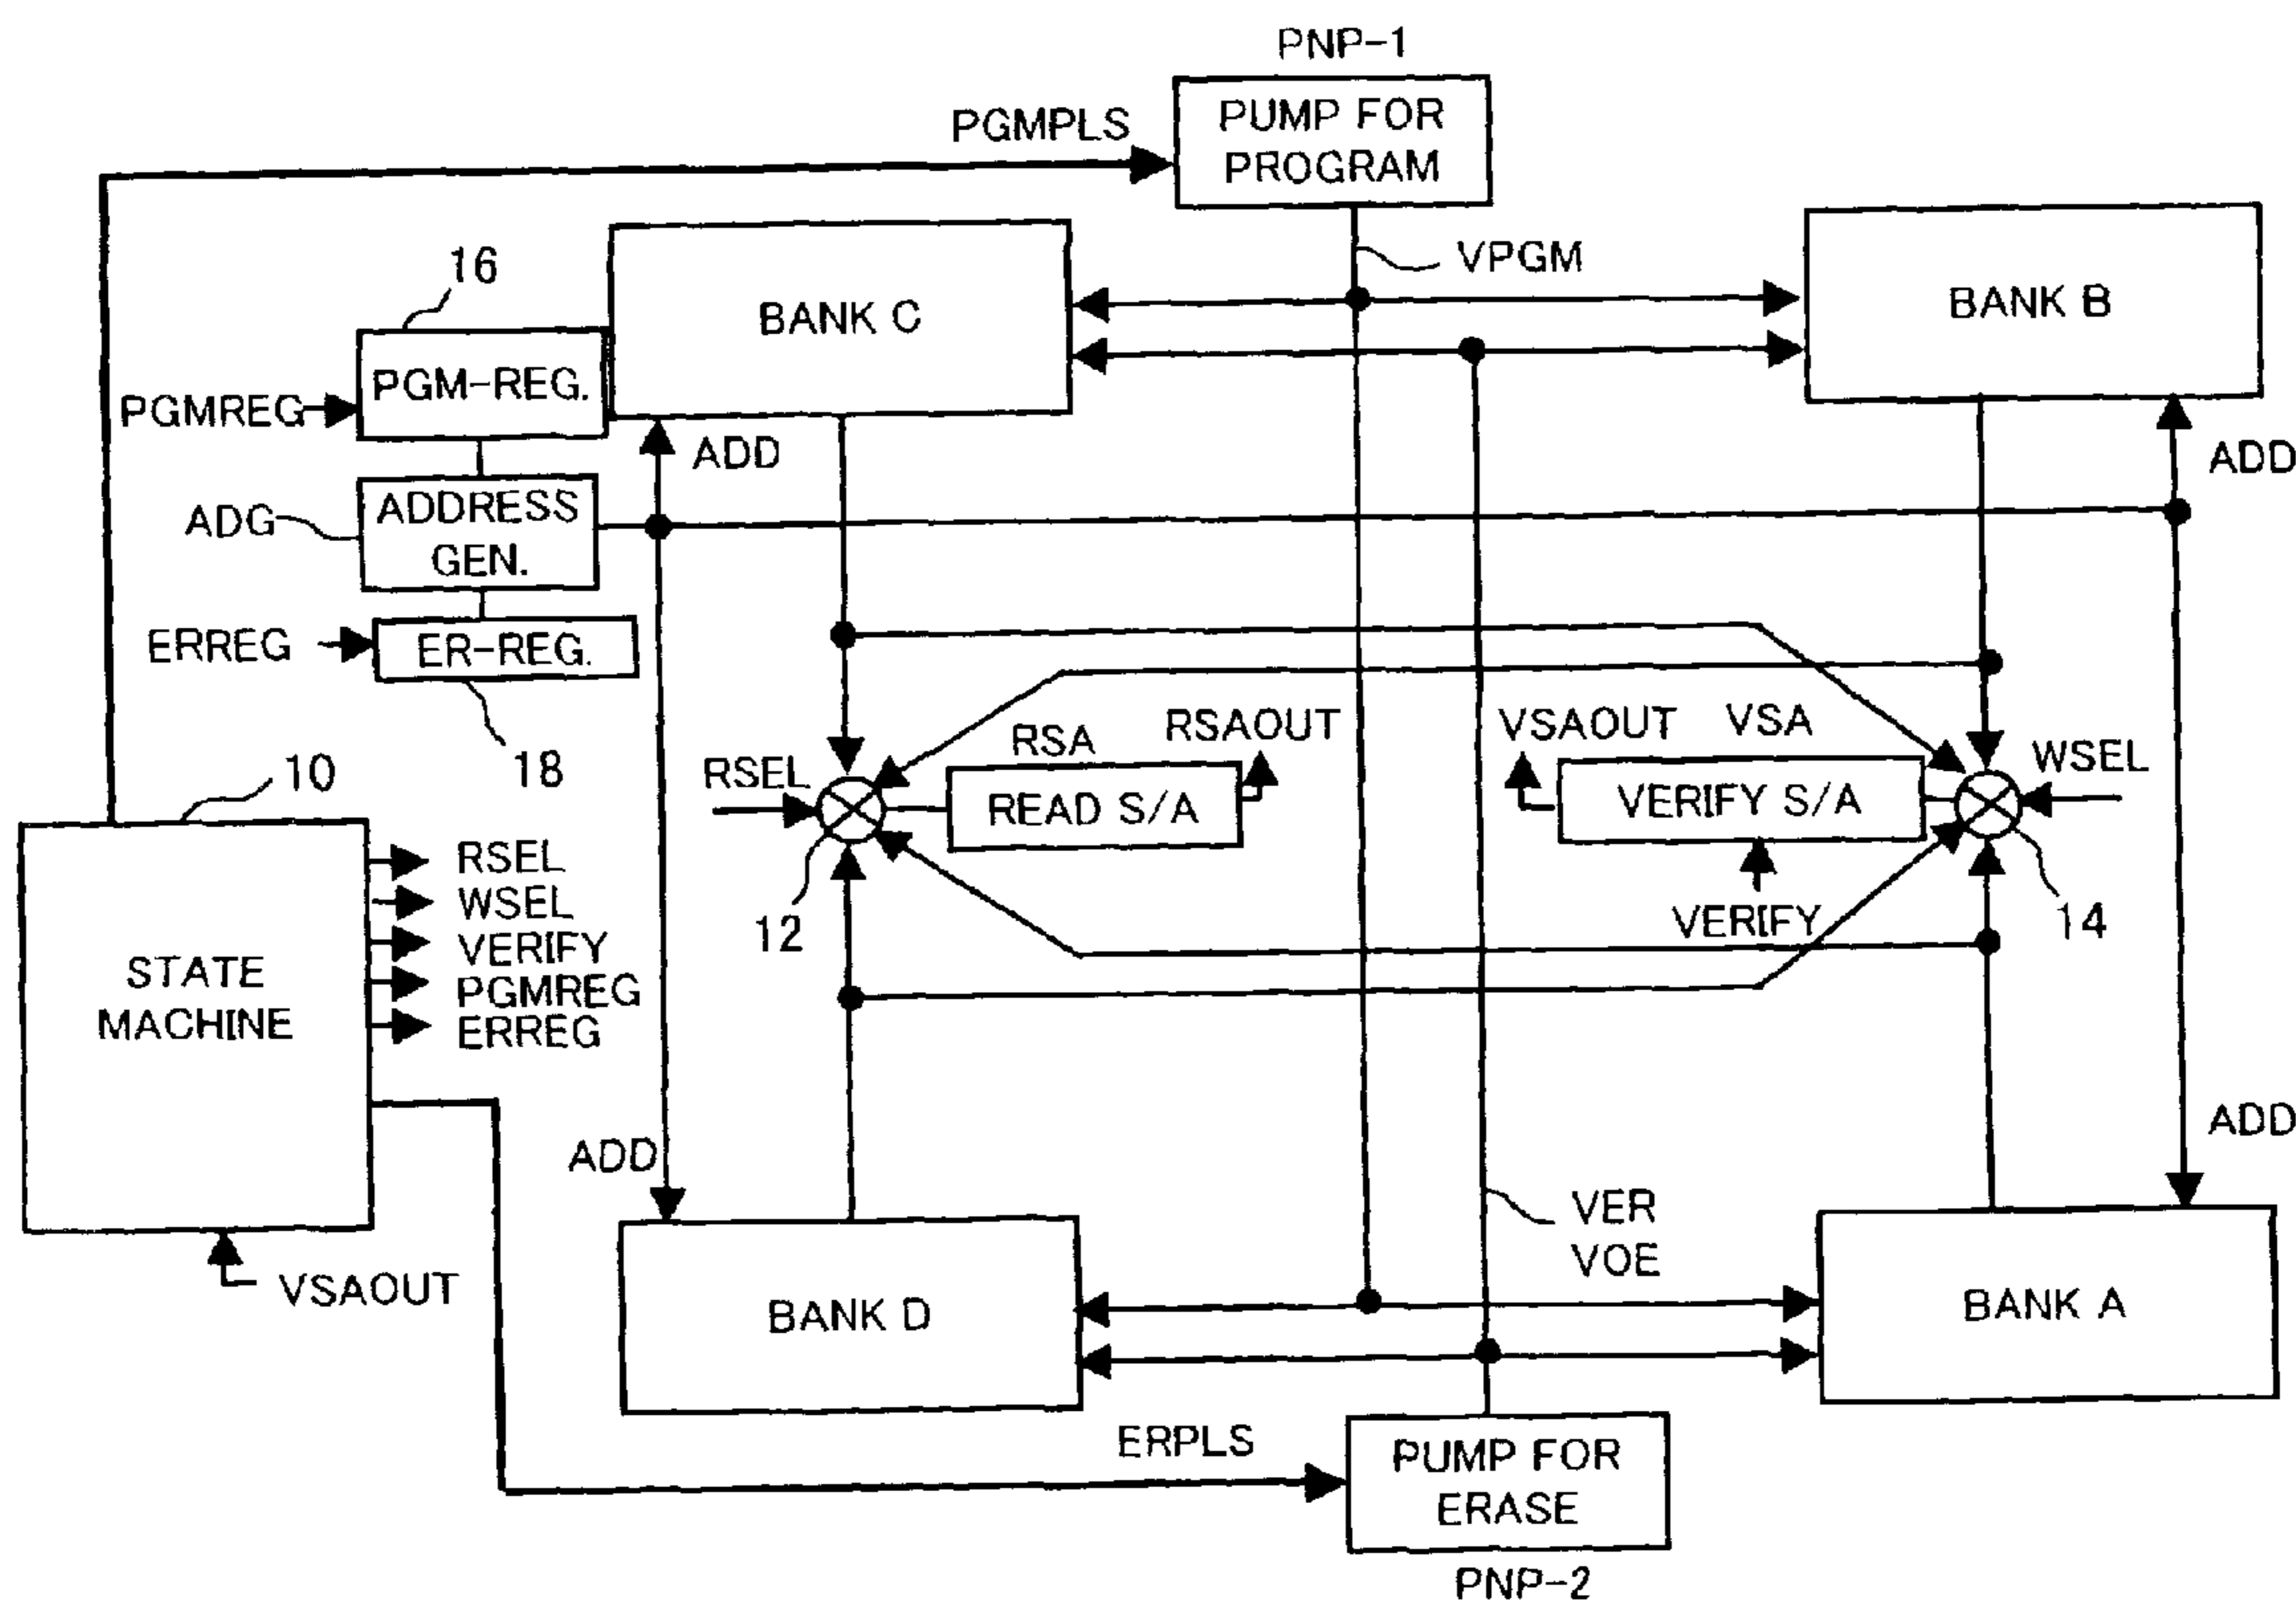 PNP-1
PUMP FOR
PROGRAM
PGMPLS
VPGM
16
BANK C
BANK B
PGM-REG.
PGMREG
ADD
ADD
ADG
ADDRESS
GEN.
ERREG
ER-REG.
18
RSEL
RSA
RSAOUT
READ S/A
12
VSAOUT
VSA
WSEL
VERIFY S/A
VERIFY
14
10
STATE
MACHINE
RSEL
WSEL
VERIFY
PGMREG
ERREG
VSAOUT
ADD
ADD
VER
VOE
BANK D
BANK A
ERPLS
PUMP FOR
ERASE
PNP-2